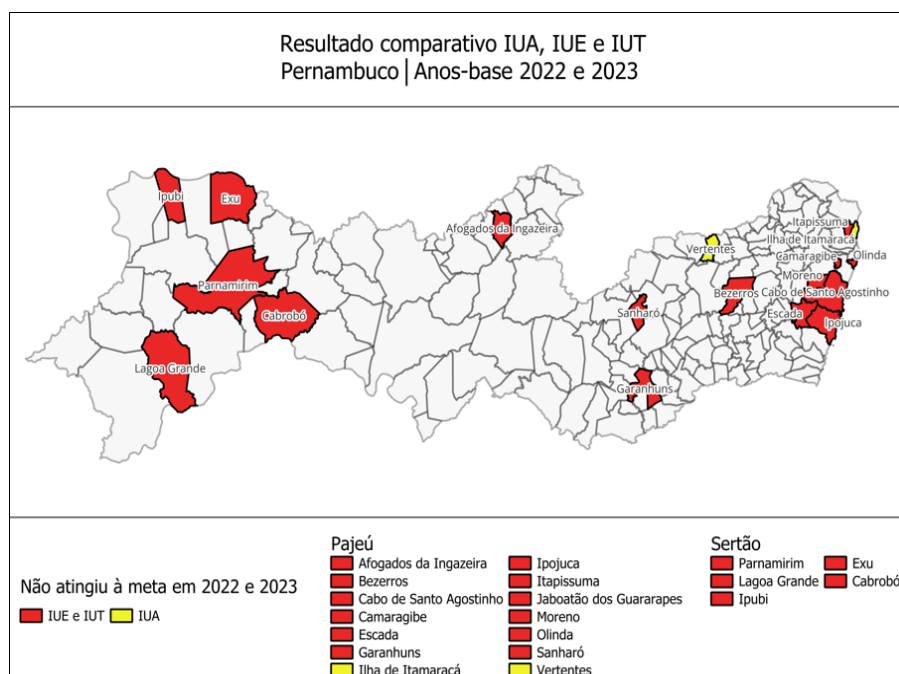 Resultado comparativo IUA, IUE e IUT
Pernambuco | Anos-base 2022 e 2023
Ipubi
Exu
Afogados da Ingazeira
Itapissuma
Vertentes
Ilha de Itamaracá
Camaragibe
Olinda
Moreno
Parnamirim
Bezerros
Cabo de Santo Agostinho
Cabrobó
Sanharó
Escada
Ipojuca
Lagoa Grande
Garanhuns
Não atingiu à meta em 2022 e 2023
IUE e IUT
IUA
Pajeú
Afogados da Ingazeira
Bezerros
Cabo de Santo Agostinho
Camaragibe
Escada
Garanhuns
Ilha de Itamaracá
Ipojuca
Itapissuma
Jaboatão dos Guararapes
Moreno
Olinda
Sanharó
Vertentes
Sertão
Parnamirim
Lagoa Grande
Ipubi
Exu
Cabrobó